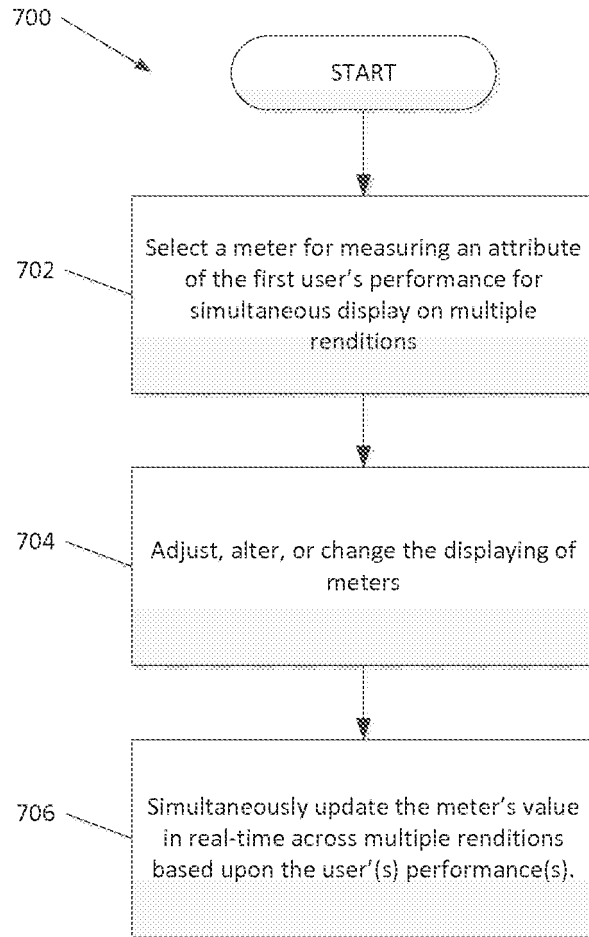 700
START
702
Select a meter for measuring an attribute
of the first user's performance for
simultaneous display on multiple
renditions
704
Adjust, alter, or change the displaying of
meters
706
Simultaneously update the meter's value
in real-time across multiple renditions
based upon the user'(s) performance(s).